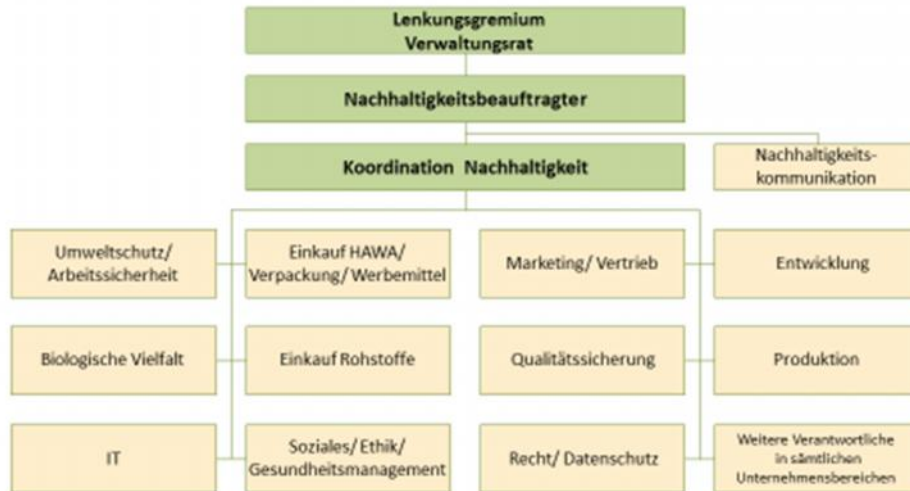 Lenkungsgremium
Verwaltungsrat
Nachhaltigkeitsbeauftragter
Koordination Nachhaltigkeit
Nachhaltigkeits-
kommunikation
Umweltschutz/
Arbeitssicherheit
Einkauf HAWA/
Verpackung/ Werbemittel
Marketing/ Vertrieb
Entwicklung
Biologische Vielfalt
Einkauf Rohstoffe
Qualitätssicherung
Produktion
IT
Soziales/ Ethik/
Gesundheitsmanagement
Recht/ Datenschutz
Weitere Verantwortliche
in sämtlichen
Unternehmensbereichen